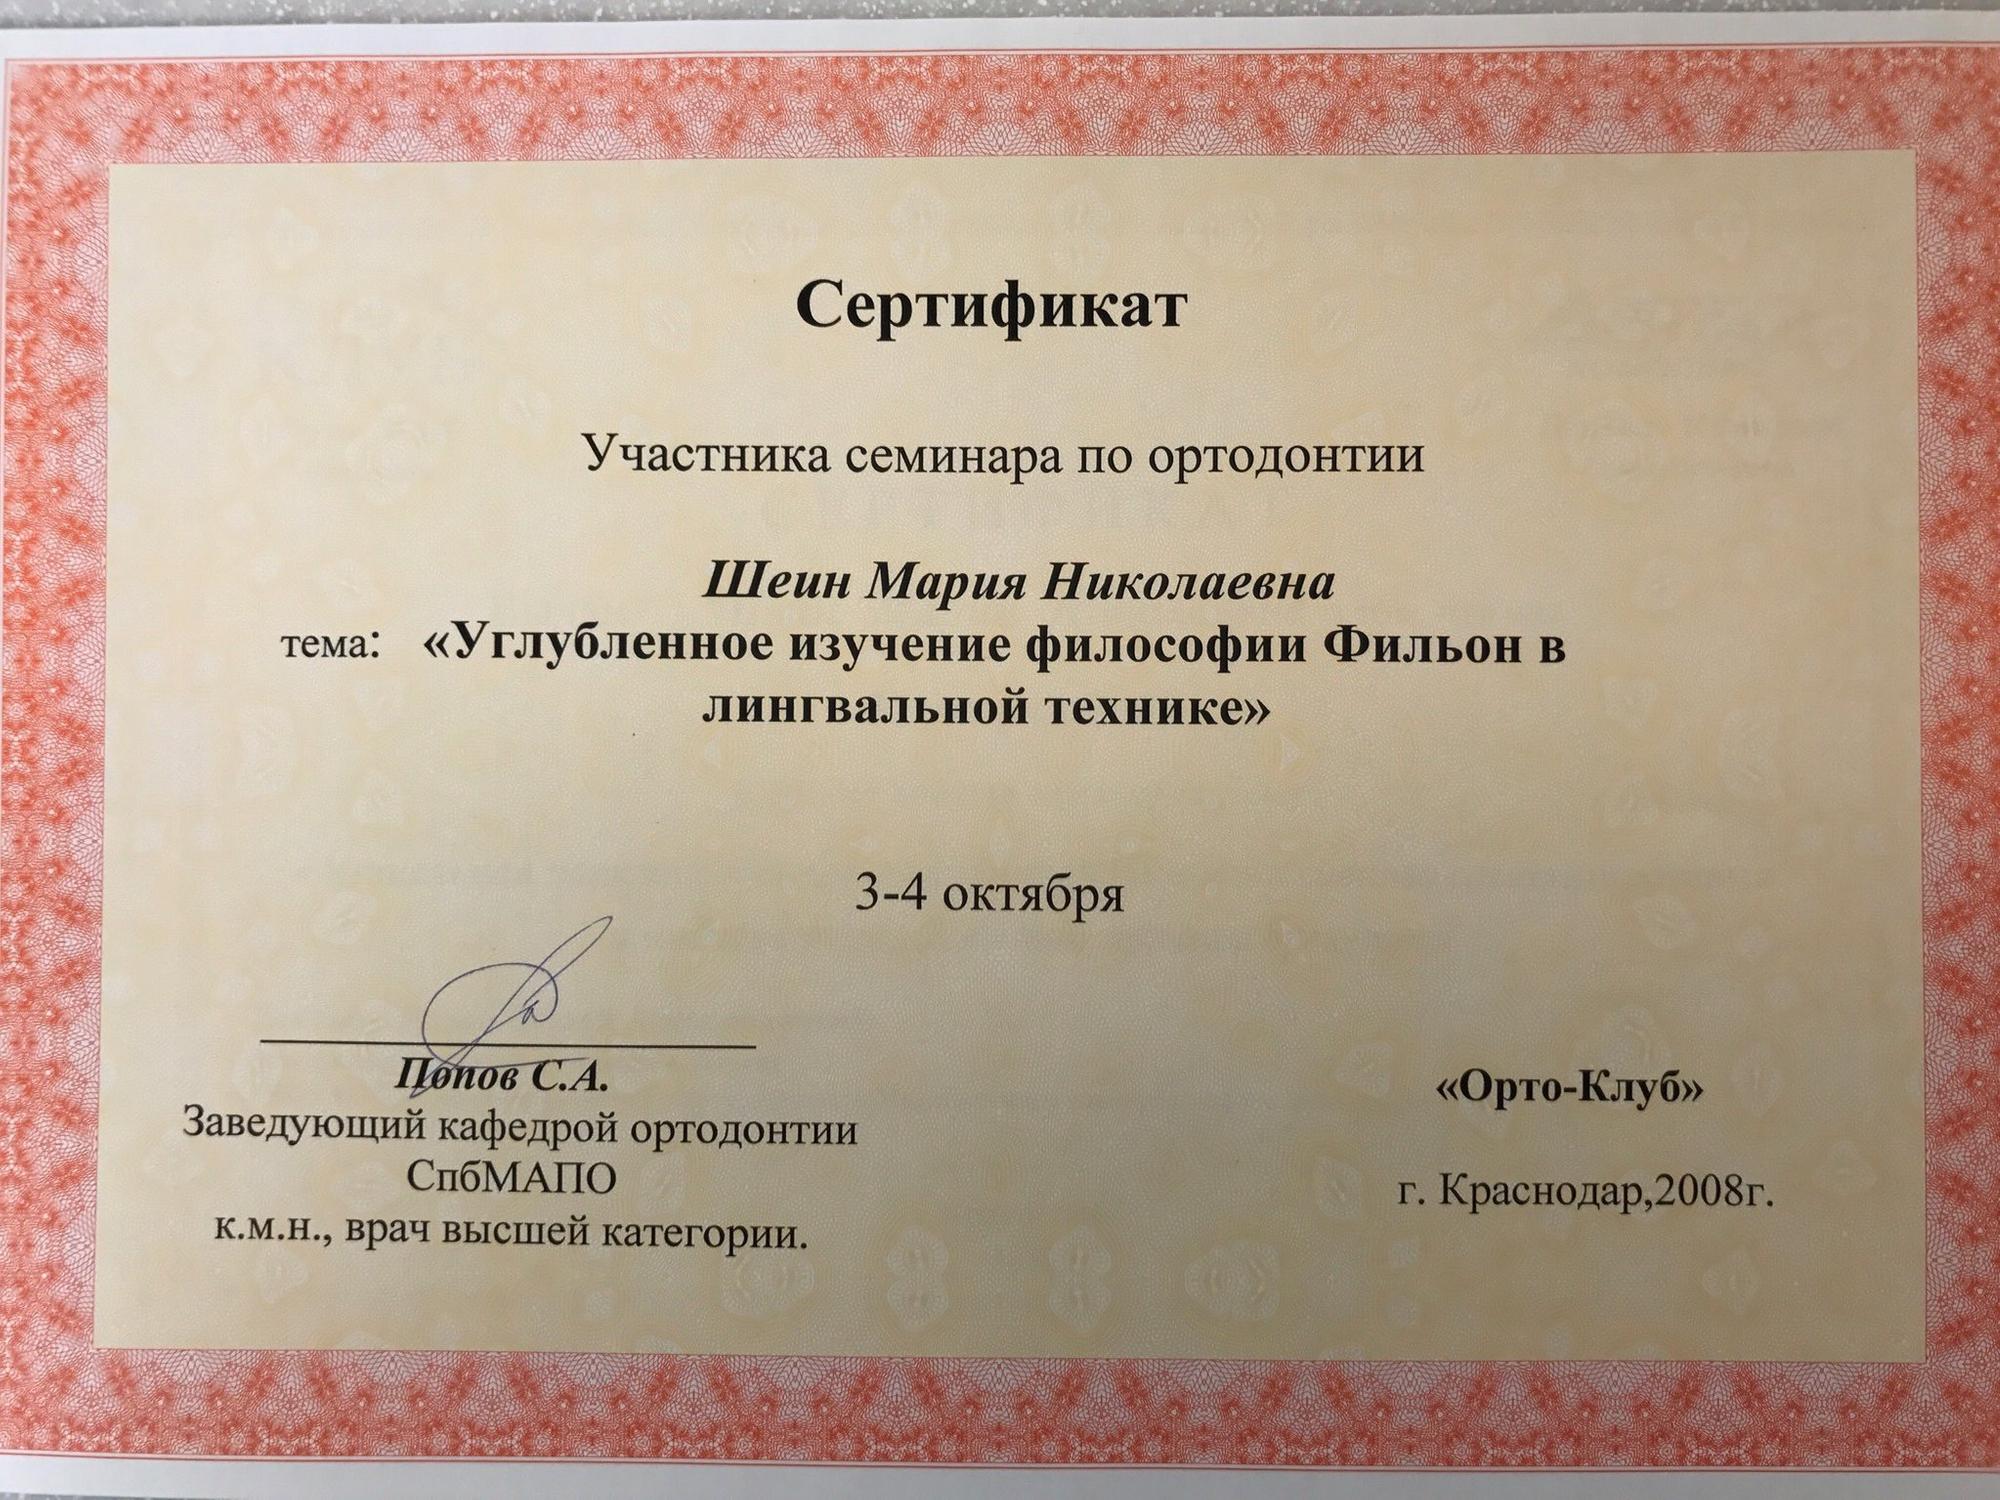 Сертификат
Участника семинара по ортодонтии
Шеин Мария Николаевна
тема: «Углубленное изучение философии Фильон в
лингвальной технике»
3-4 октября
Попов С.А.
Заведующий кафедрой ортодонтии
СпбМАПО
к.м.н., врач высшей категории.
«Орто-Клуб»
г. Краснодар,2008г.